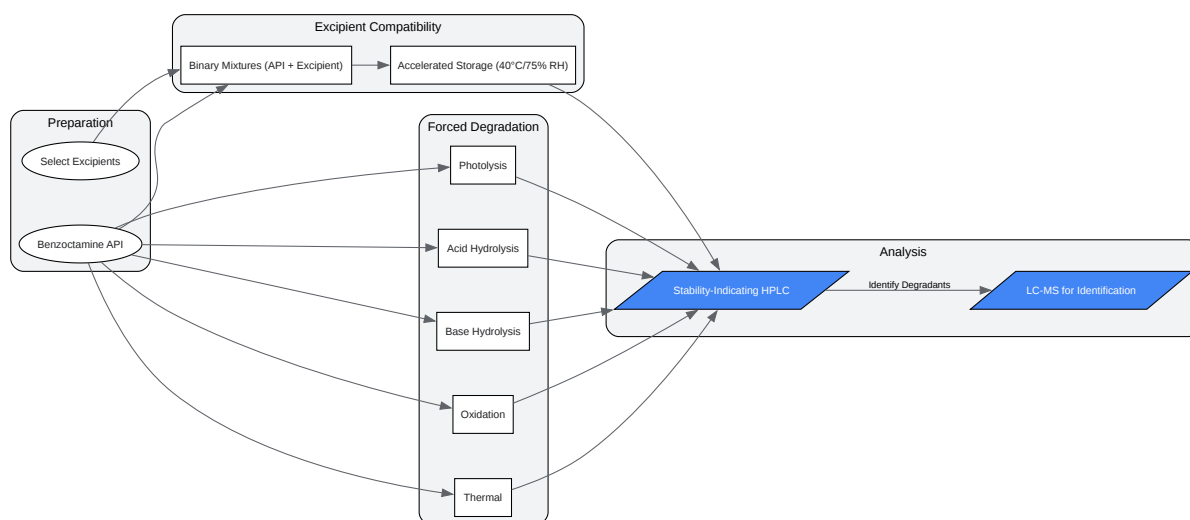 Excipient Compatibility
Binary Mixtures (API + Excipient)
Accelerated Storage (40°C/75% RH)
Preparation
Select Excipients
Benzoctamine API
Forced Degradation
Photolysis
Acid Hydrolysis
Base Hydrolysis
Oxidation
Thermal
Analysis
Stability-Indicating HPLC
Identify Degradants
LC-MS for Identification